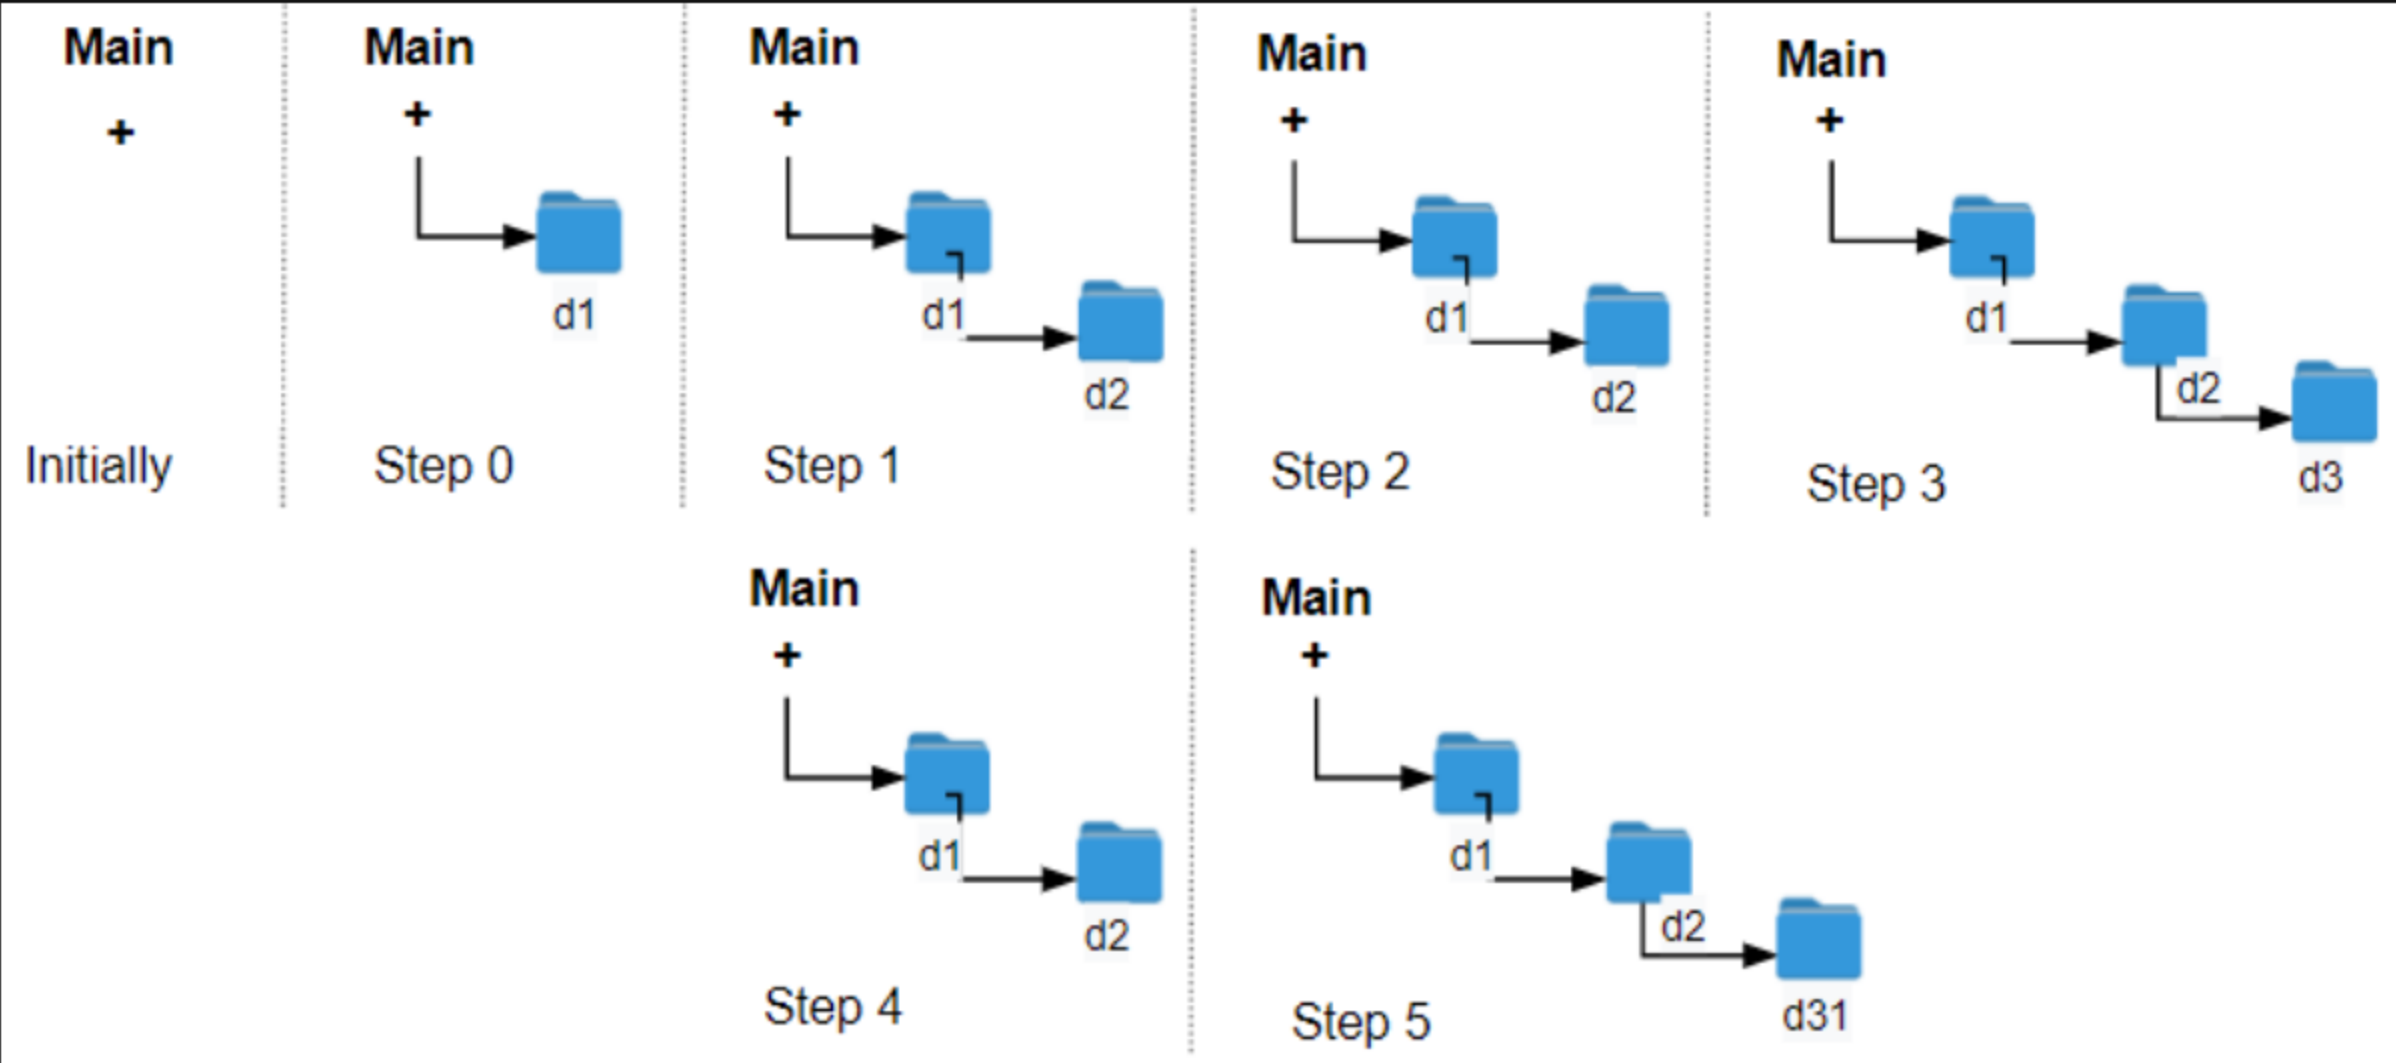 Main
+
Initially
Main
+
d1
Step 0
Main
+
d1
d2
Step 1
Main
+
d1
d2
Step 2
Main
+
d1
d2
d3
Step 3
Main
+
d1
d2
Step 4
Main
+
d1
d2
d31
Step 5